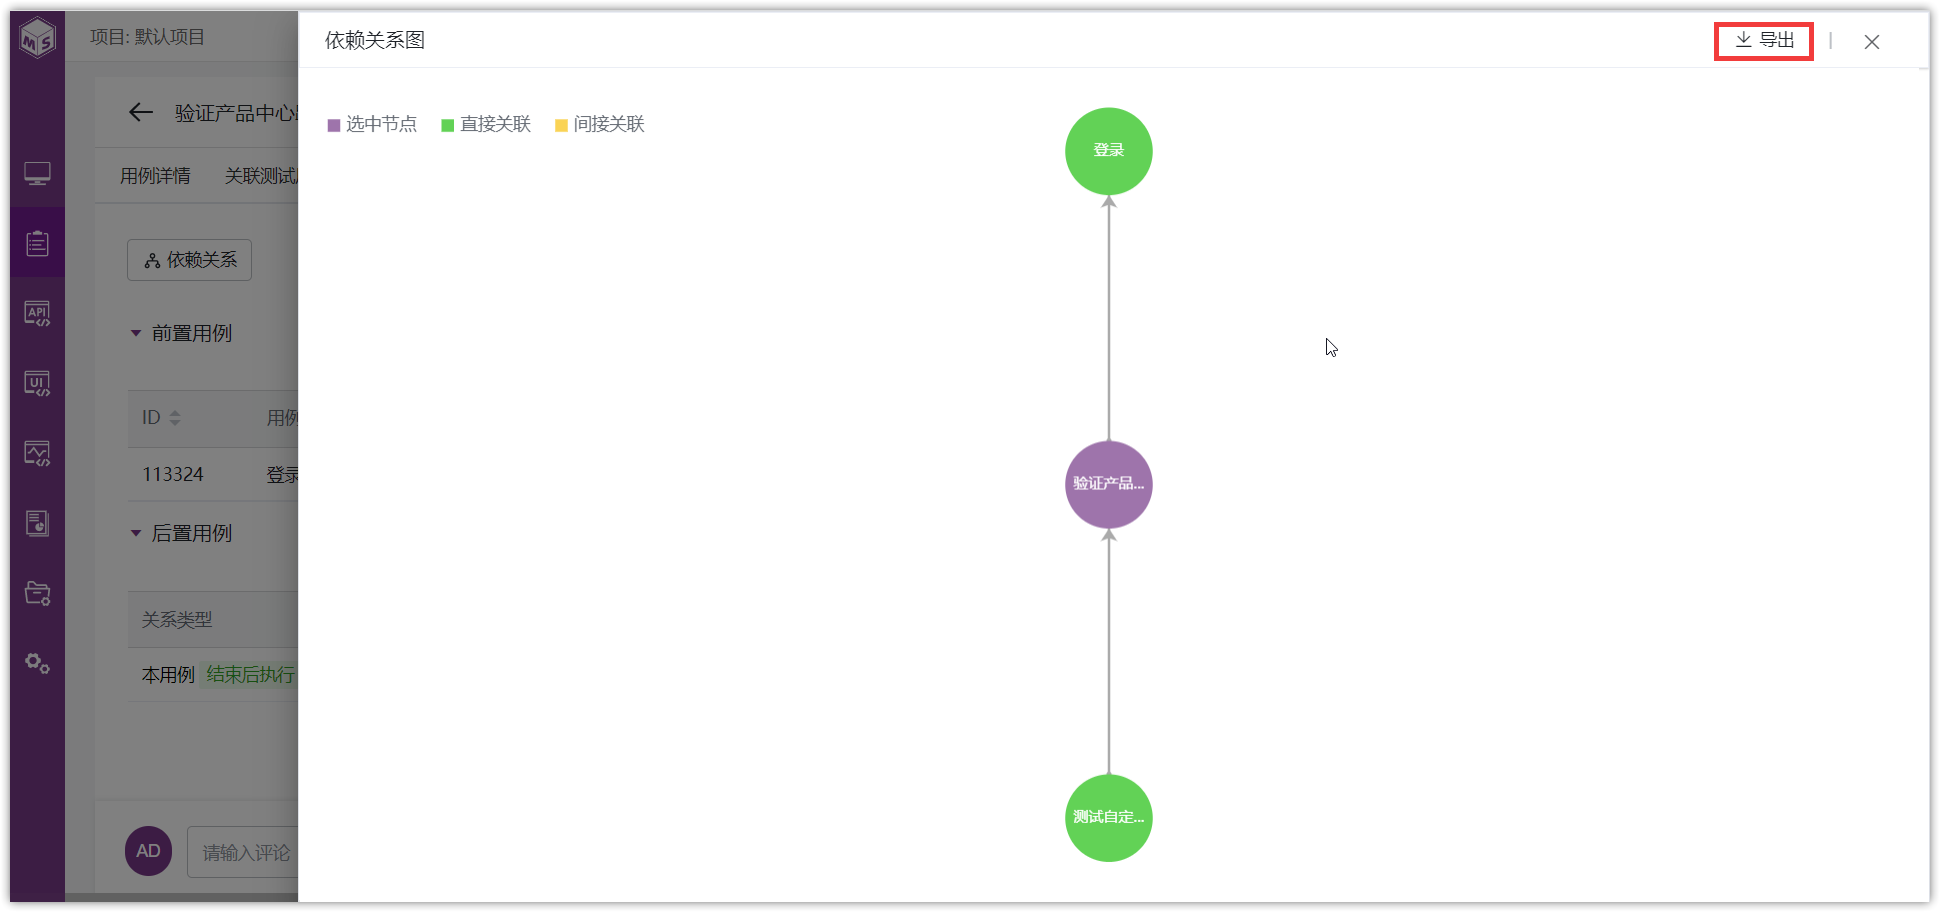 MS
项目: 默认项目
依赖关系图
导出
验证产品中心
用例详情
关联测试
依赖关系
前置用例
ID
用例
113324
登录
后置用例
关系类型
本用例 结束后执行
AD
请输入评论
API
UI
选中节点
直接关联
间接关联
登录
验证产品...
测试自定...